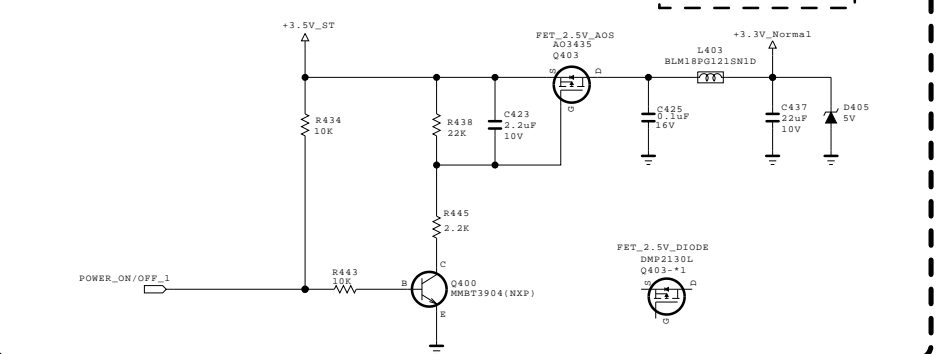 +3.5V_ST
FET_2.5V_AOS
AO3435
Q403
+3.3V_Normal
L403
BLM18PG121SN1D
S
D
G
R434
10K
R438
22K
C423
2.2uF
10V
C425
0.1uF
16V
C437
22uF
10V
D405
5V
R445
2.2K
FET_2.5V_DIODE
DMP2130L
Q403-*1
S
D
G
POWER_ON/OFF_1
R443
10K
B
C
Q400
MMBT3904(NXP)
E